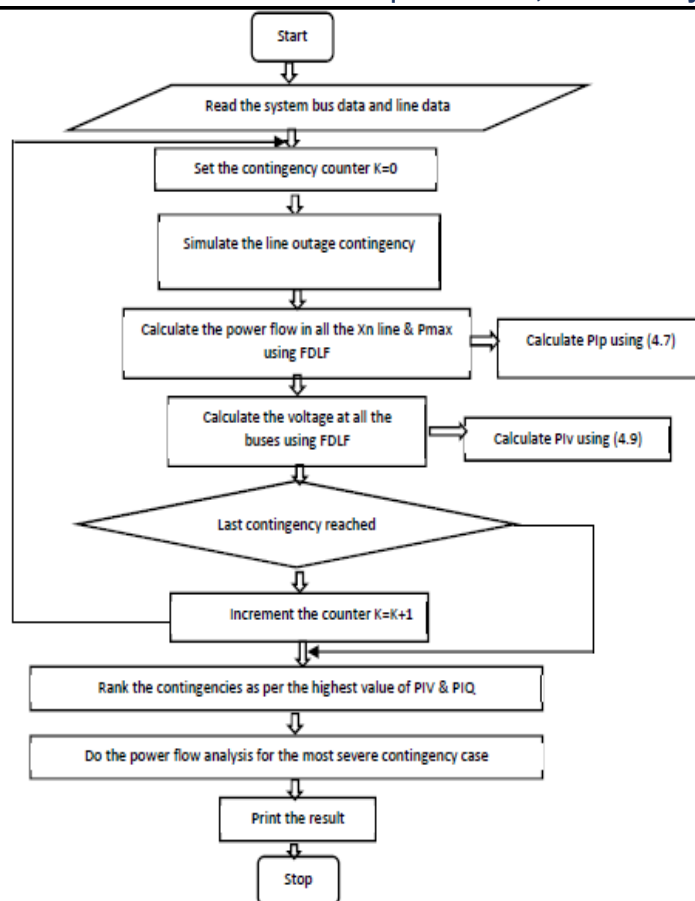 Start
Read the system bus data and line data
Set the contingency counter K=0
Simulate the line outage contingency
Calculate the power flow in all the Xn line & Pmax
using FDLF
Calculate PIp using (4.7)
Calculate the voltage at all the
buses using FDLF
Calculate PIv using (4.9)
Last contingency reached
Increment the counter K=K+1
Rank the contingencies as per the highest value of PIV & PIQ
Do the power flow analysis for the most severe contingency case
Print the result
Stop